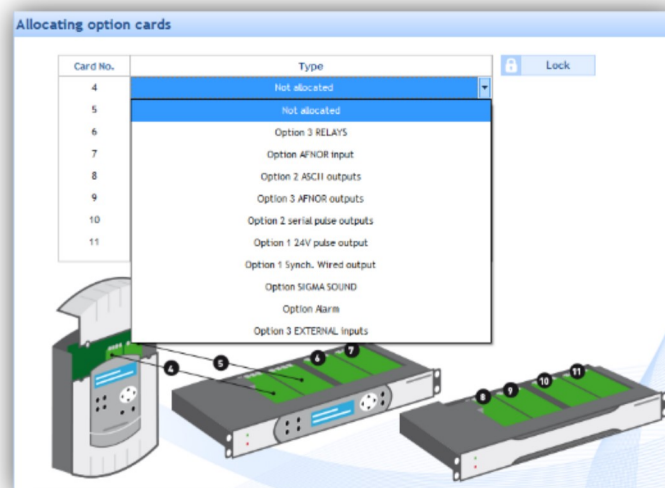 Allocating option cards
Card No. Type Lock
4 Not allocated
5 Not allocated
6 Option 3 RELAYS
7 Option AFNOR input
8 Option 2 ASCII outputs
9 Option 3 AFNOR outputs
10 Option 2 serial pulse outputs
11 Option 1 24V pulse output
Option 1 Synch. Wired output
Option SIGMA SOUND
Option Alarm
Option 3 EXTERNAL inputs
4 5 6 7
8 9 10 11